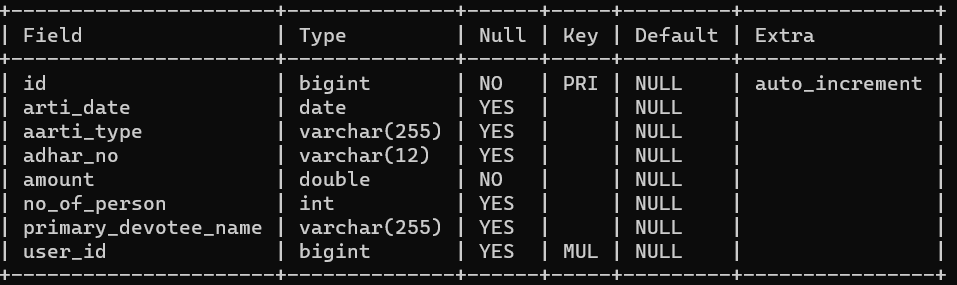 +----------------------+--------------+------+-----+---------+----------------+
| Field                | Type         | Null | Key | Default | Extra          |
+----------------------+--------------+------+-----+---------+----------------+
| id                   | bigint       | NO   | PRI | NULL    | auto_increment |
| arti_date            | date         | YES  |     | NULL    |                |
| aarti_type           | varchar(255) | YES  |     | NULL    |                |
| adhar_no             | varchar(12)  | YES  |     | NULL    |                |
| amount               | double       | NO   |     | NULL    |                |
| no_of_person         | int          | YES  |     | NULL    |                |
| primary_devotee_name | varchar(255) | YES  |     | NULL    |                |
| user_id              | bigint       | YES  | MUL | NULL    |                |
+----------------------+--------------+------+-----+---------+----------------+